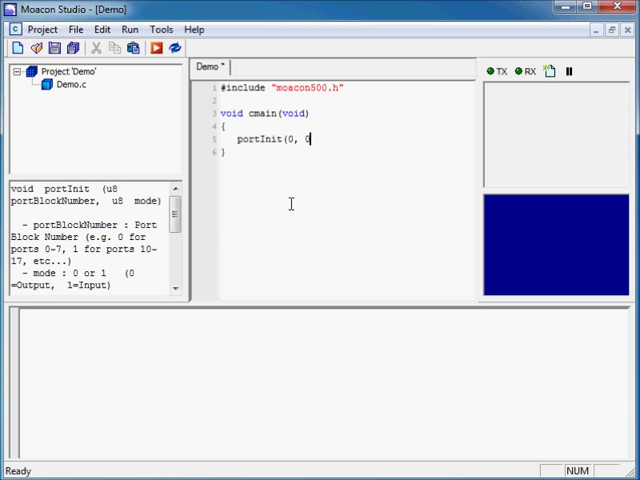 Moacon Studio - [Demo]
Project File Edit Run Tools Help
Project 'Demo'
Demo.c
Demo *
TX RX
1 #include "moacon500.h"
2
3 void cmain(void)
4 {
5 portInit(0, 0
6 }
void portInit (u8
portBlockNumber, u8 mode)
- portBlockNumber : Port
Block Number (e.g. 0 for
ports 0~7, 1 for ports 10~
17, etc...)
- mode : 0 or 1 (0
=Output, 1=Input)
Ready
NUM